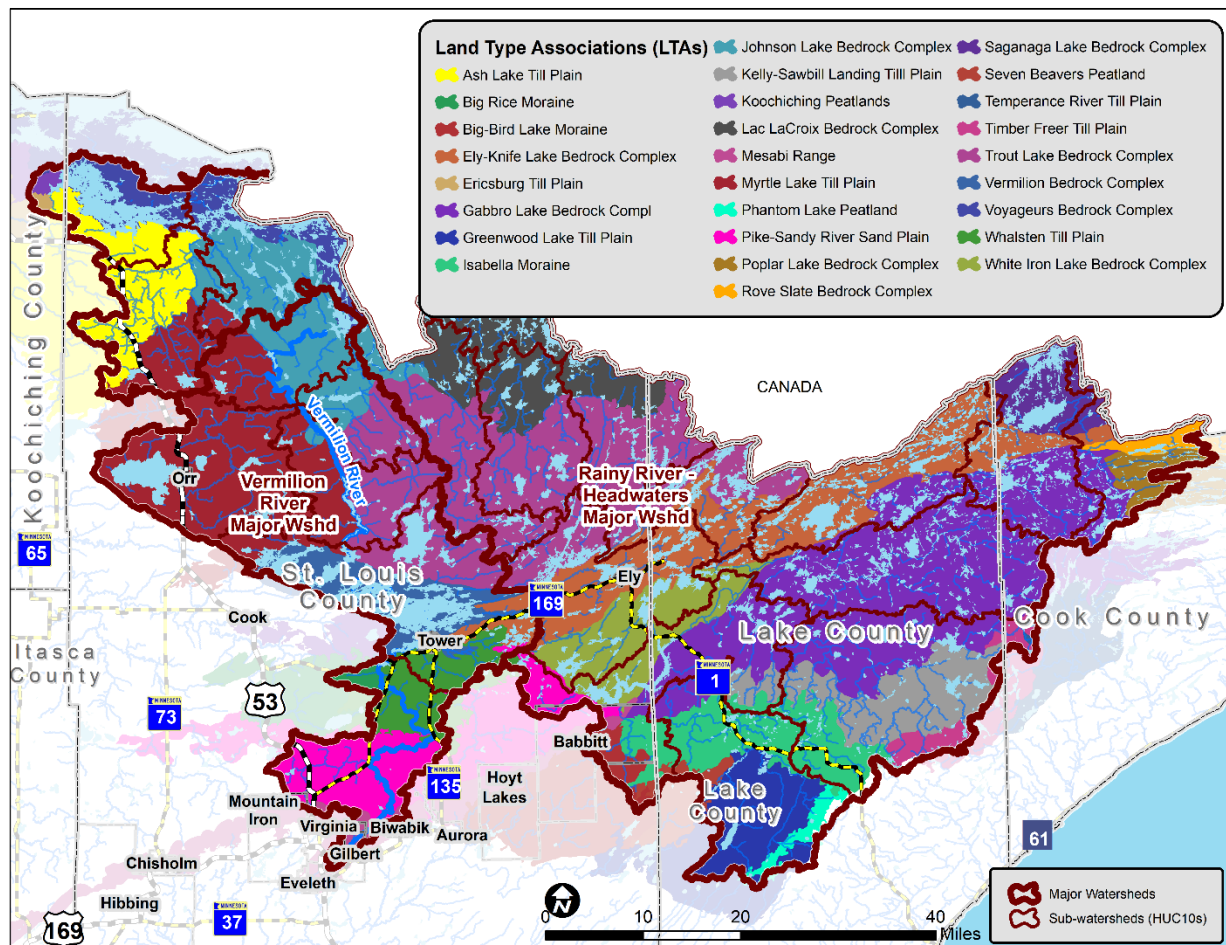 Land Type Associations (LTAs)
Ash Lake Till Plain
Big Rice Moraine
Big-Bird Lake Moraine
Ely-Knife Lake Bedrock Complex
Ericsburg Till Plain
Gabbro Lake Bedrock Compl
Greenwood Lake Till Plain
Isabella Moraine
Johnson Lake Bedrock Complex
Kelly-Sawbill Landing Tilll Plain
Koochiching Peatlands
Lac LaCroix Bedrock Complex
Mesabi Range
Myrtle Lake Till Plain
Phantom Lake Peatland
Pike-Sandy River Sand Plain
Poplar Lake Bedrock Complex
Rove Slate Bedrock Complex
Saganaga Lake Bedrock Complex
Seven Beavers Peatland
Temperance River Till Plain
Timber Freer Till Plain
Trout Lake Bedrock Complex
Vermilion Bedrock Complex
Voyageurs Bedrock Complex
Whalsten Till Plain
White Iron Lake Bedrock Complex
Koochiching County
CANADA
Vermilion River
Orr
Vermilion
River
Major Wshd
Rainy River -
Headwaters
Major Wshd
MINNESOTA
65
St. Louis
County
Ely
MINNESOTA
169
Cook
Tower
Lake County
Cook County
Itasca
County
MINNESOTA
1
MINNESOTA
73
53
Babbitt
MINNESOTA
135
Hoyt
Lakes
Lake
County
Mountain
Iron
Virginia
Biwabik
Aurora
Gilbert
Chisholm
Eveleth
61
Hibbing
MINNESOTA
37
169
N
0 10 20 40
Miles
Major Watersheds
Sub-watersheds (HUC10s)